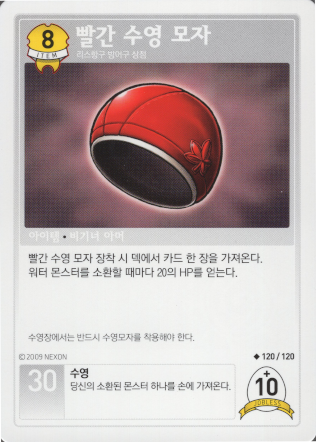 8
ITEM
빨간 수영 모자
리스항구 방어구 상점
아이템 • 비기너 아머
빨간 수영 모자 장착 시 덱에서 카드 한 장을 가져온다.
워터 몬스터를 소환할 때마다 20의 HP를 얻는다.
수영장에서는 반드시 수영모자를 착용해야 한다.
©2009 NEXON
◆ 120 / 120
30
수영
당신의 소환된 몬스터 하나를 손에 가져온다.
+
10
JOBLESS